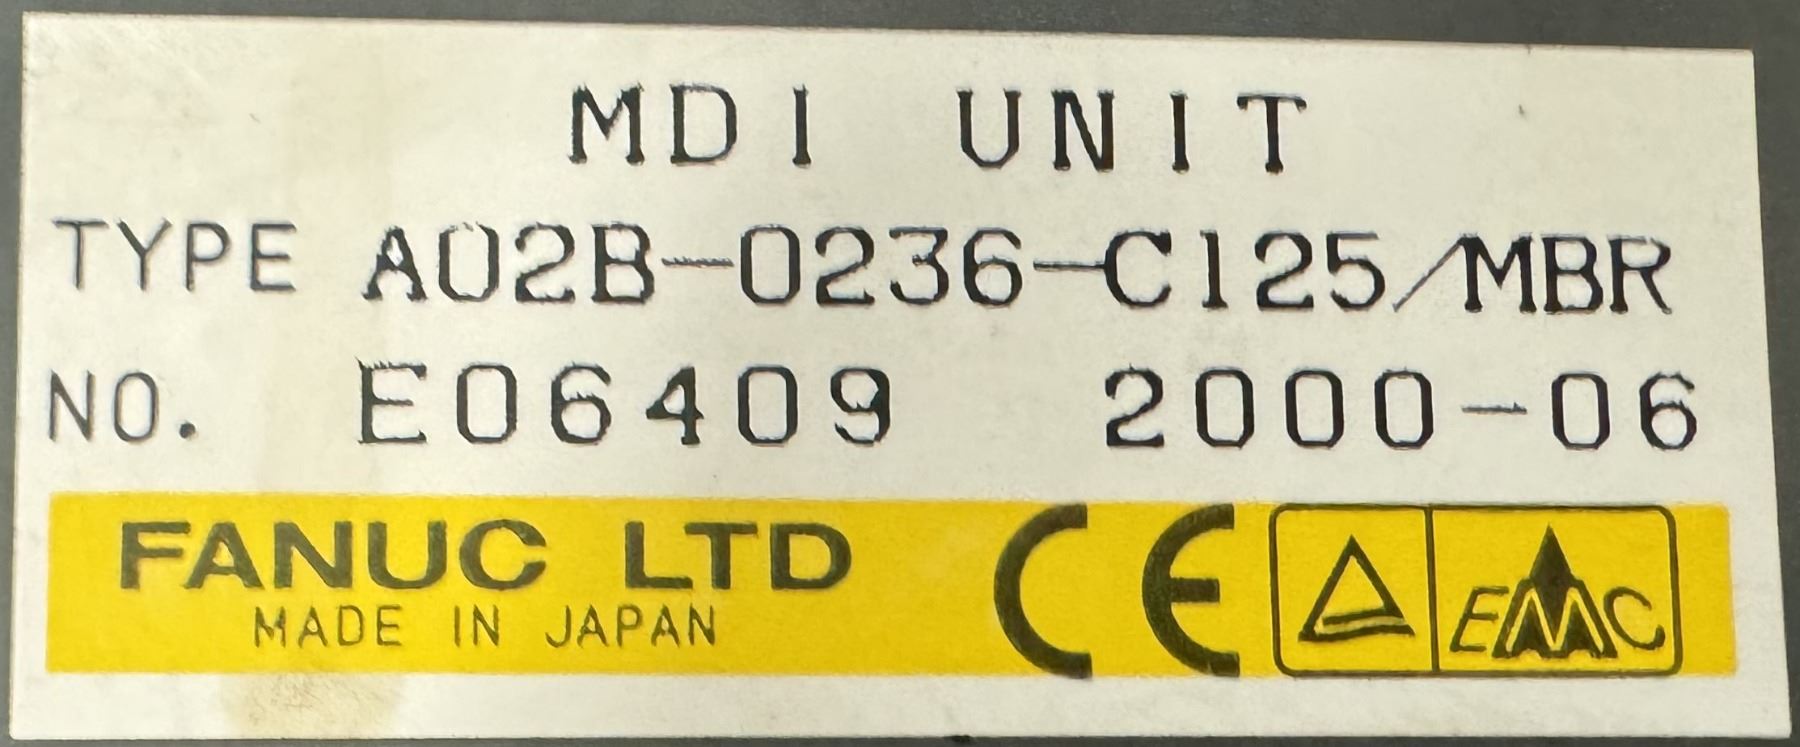 MDI UNIT
TYPE A02B-0236-C125/MBR
NO. E06409 2000-06
FANUC LTD
MADE IN JAPAN
CE
EMC